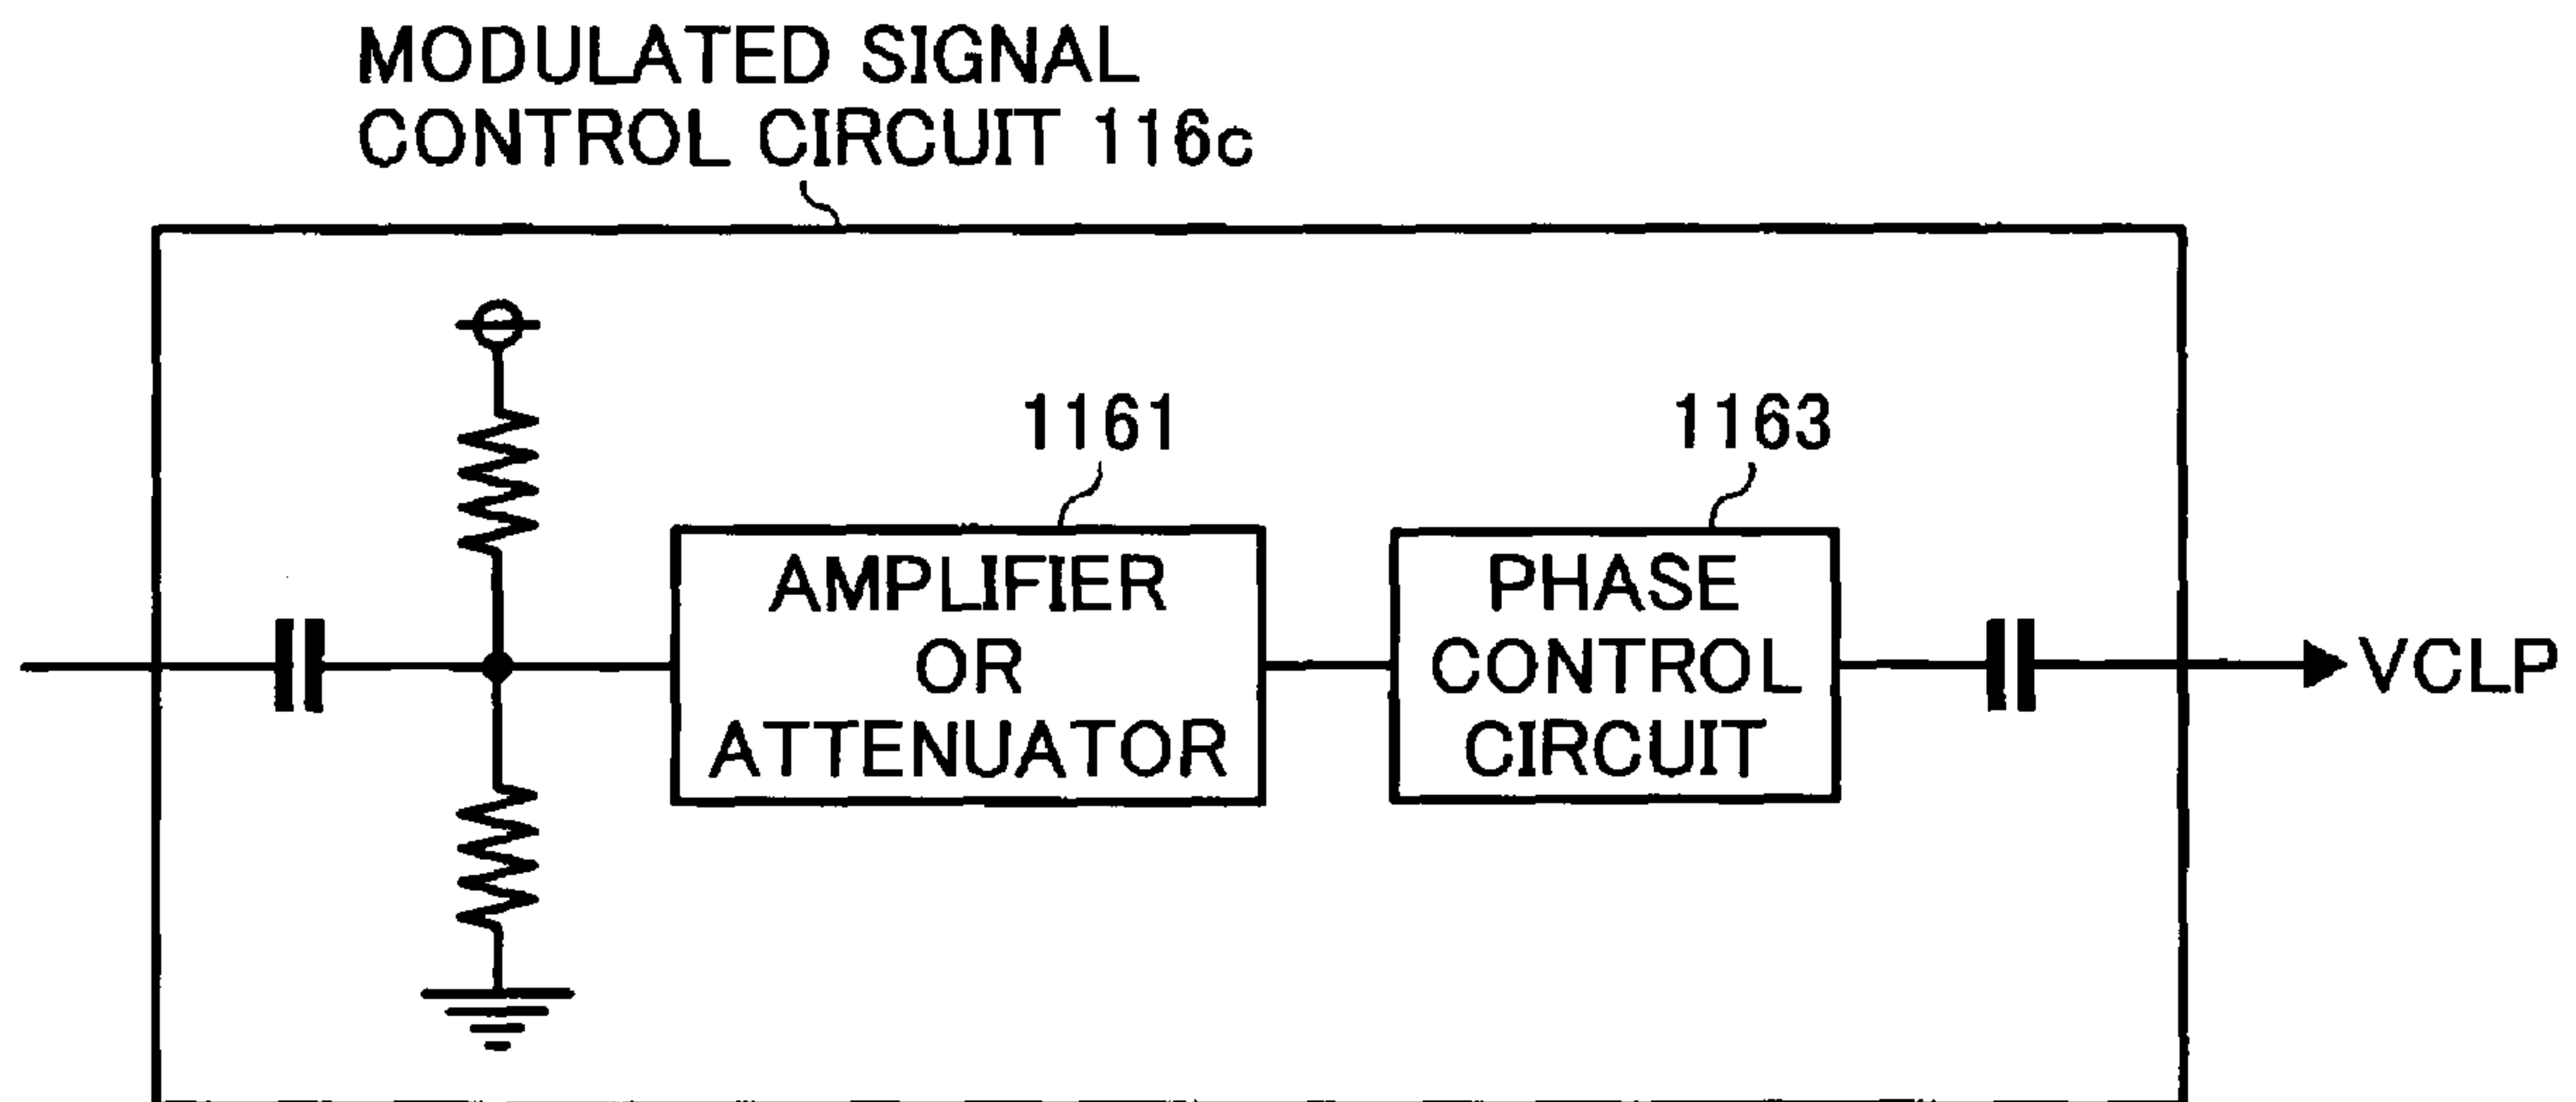 MODULATED SIGNAL
CONTROL CIRCUIT 116c
1161
1163
AMPLIFIER
OR
ATTENUATOR
PHASE
CONTROL
CIRCUIT
VCLP